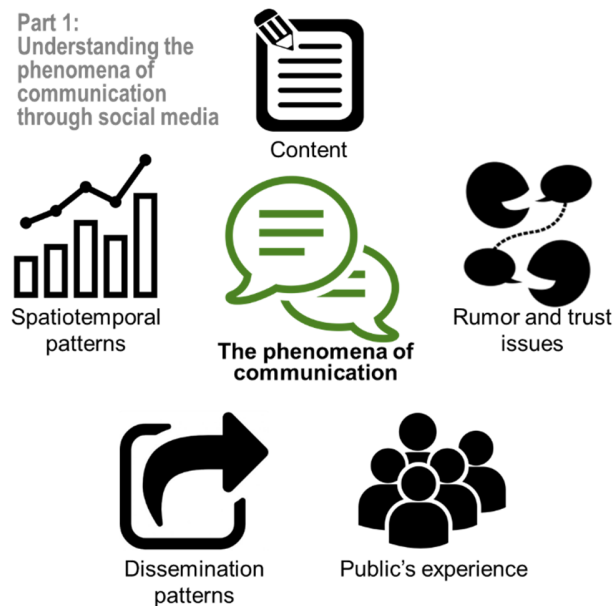 Part 1:
Understanding the
phenomena of
communication
through social media
Content
Spatiotemporal
patterns
The phenomena of
communication
Rumor and trust
issues
Dissemination
patterns
Public's experience